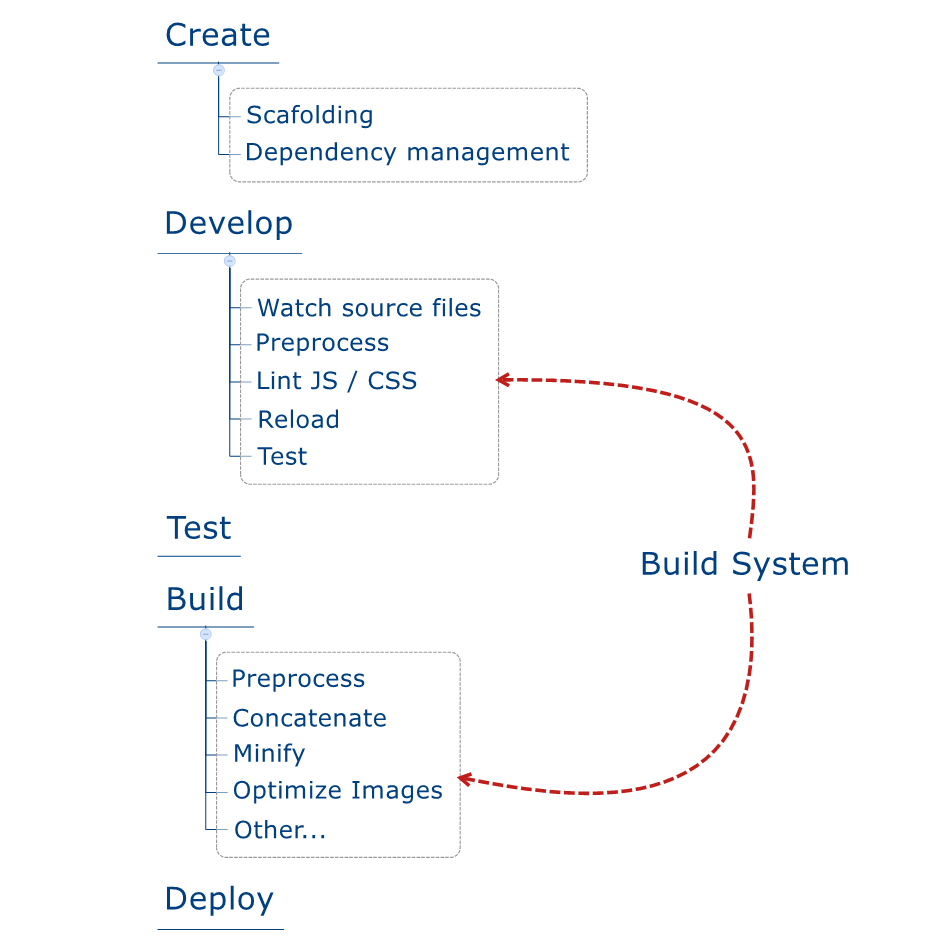 Create
Scafolding
Dependency management
Develop
Watch source files
Preprocess
Lint JS / CSS
Reload
Test
Test
Build System
Build
Preprocess
Concatenate
Minify
Optimize Images
Other...
Deploy